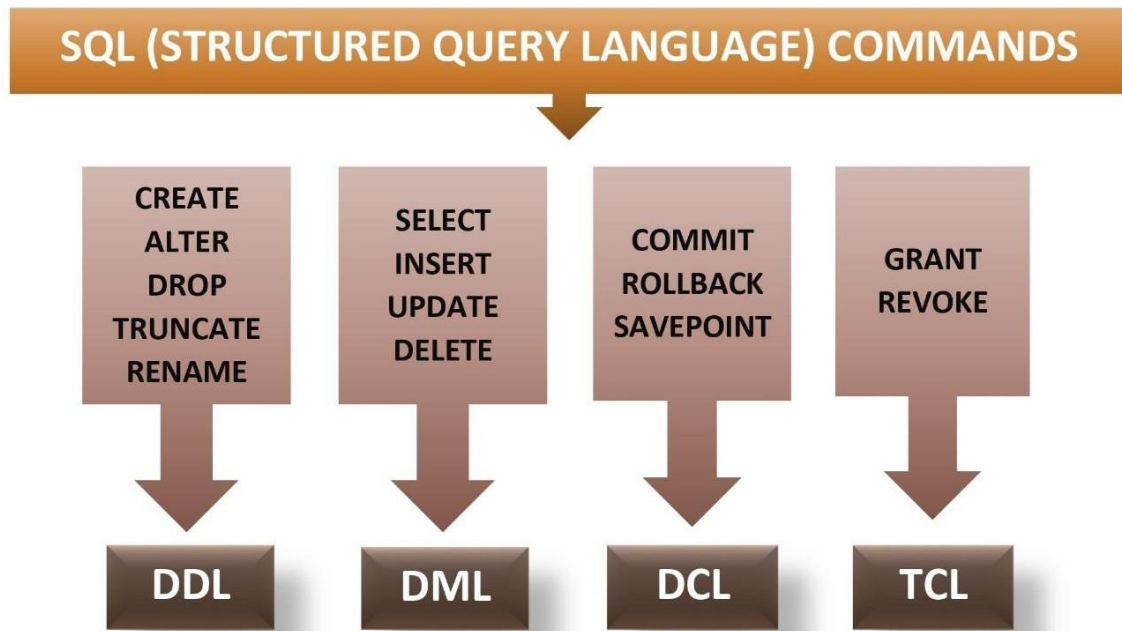 SQL (STRUCTURED QUERY LANGUAGE) COMMANDS
CREATE
ALTER
DROP
TRUNCATE
RENAME
SELECT
INSERT
UPDATE
DELETE
COMMIT
ROLLBACK
SAVEPOINT
GRANT
REVOKE
DDL
DML
DCL
TCL